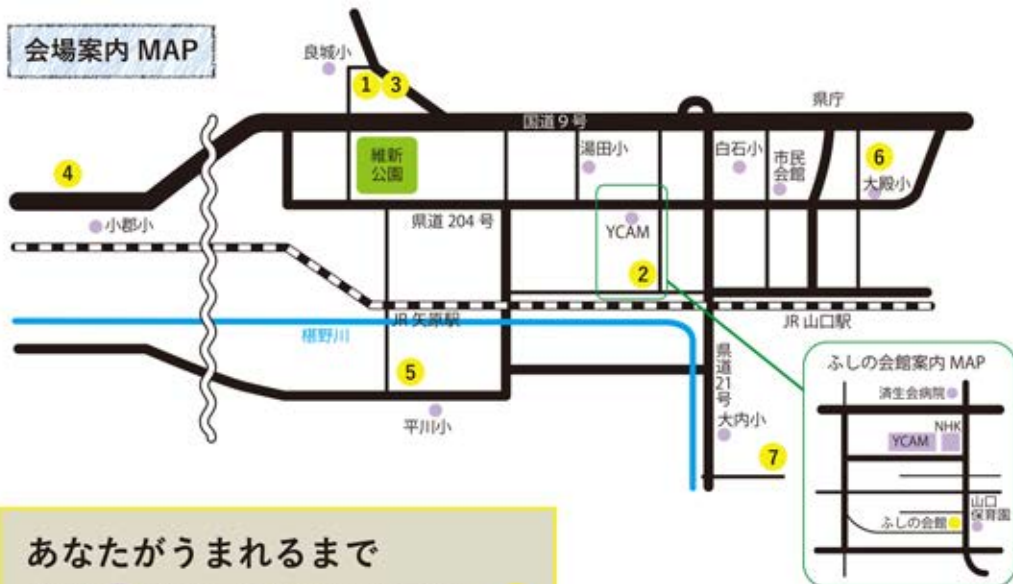 会場案内 MAP
良城小
1
3
県庁
国道9号
4
維新
公園
湯田小
白石小
市民
会館
6
大殿小
小郡小
県道 204 号
YCAM
2
JR 矢原駅
JR 山口駅
椹野川
5
平川小
県道21号
大内小
7
ふしの会館案内 MAP
済生会病院
NHK
YCAM
山口
保育園
ふしの会館
あなたがうまれるまで